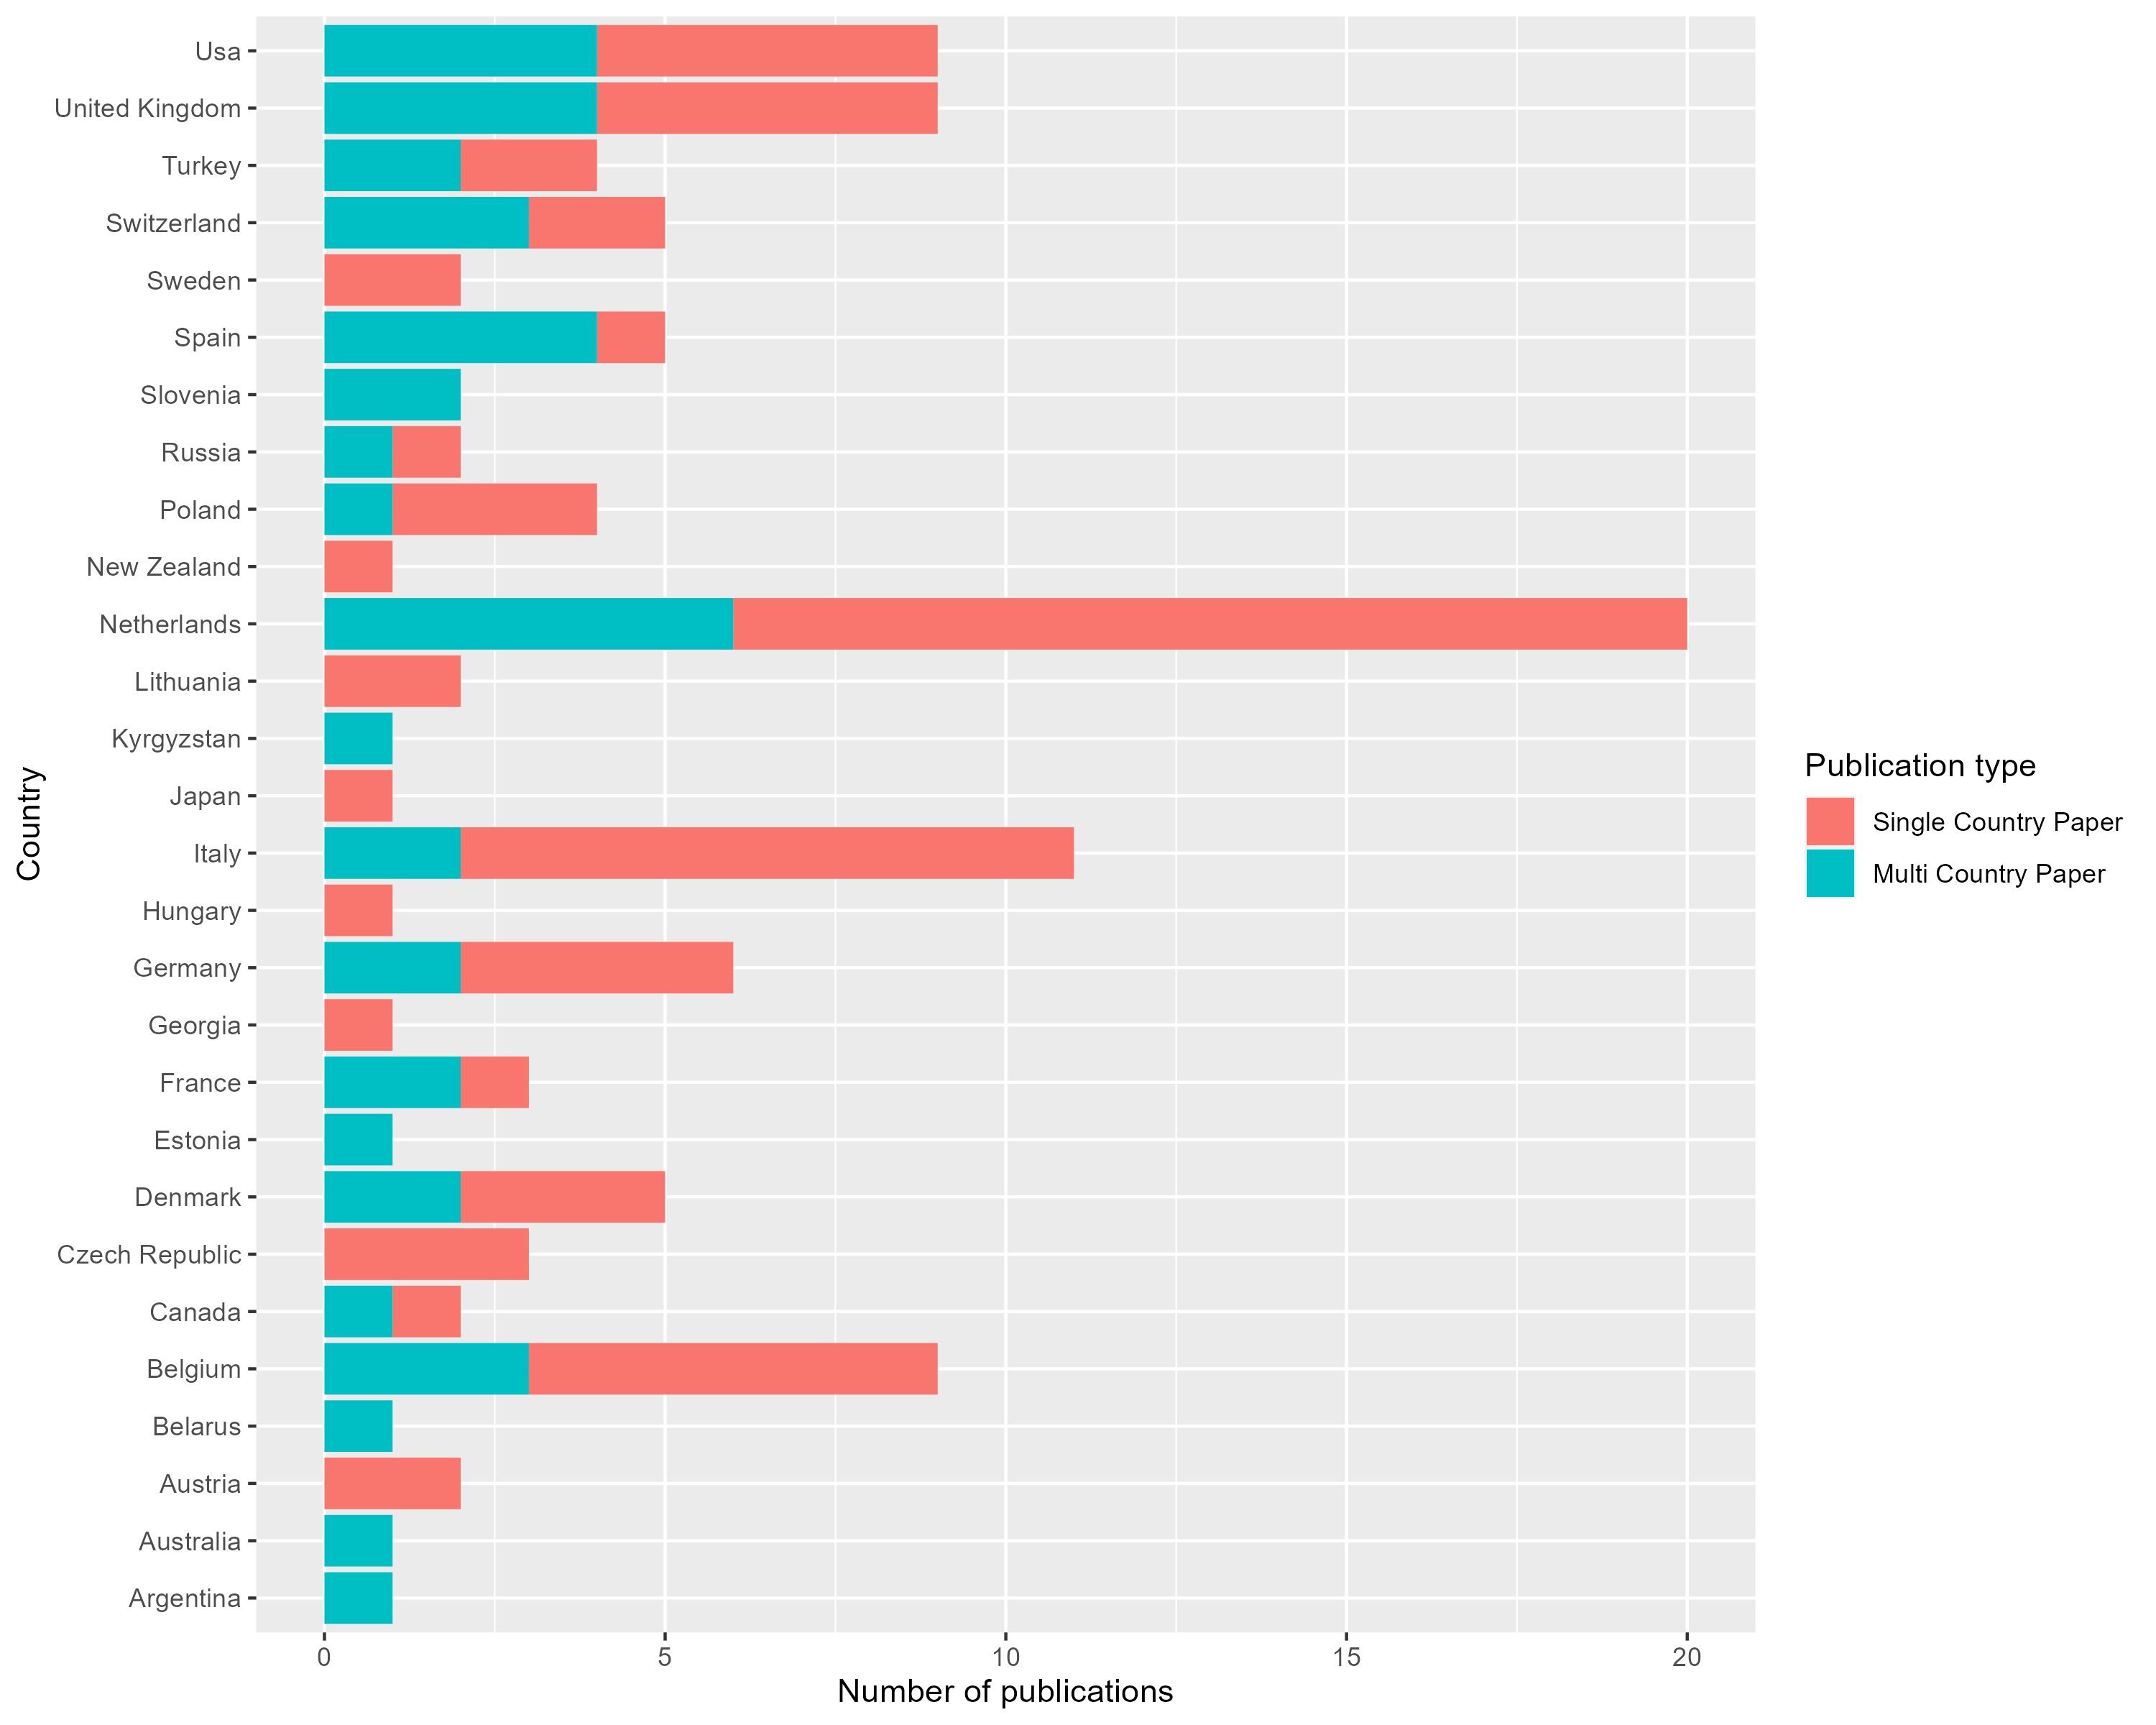 Country
Usa
United Kingdom
Turkey
Switzerland
Sweden
Spain
Slovenia
Russia
Poland
New Zealand
Netherlands
Lithuania
Kyrgyzstan
Japan
Italy
Hungary
Germany
Georgia
France
Estonia
Denmark
Czech Republic
Canada
Belgium
Belarus
Austria
Australia
Argentina
0 5 10 15 20
Number of publications
Publication type
Single Country Paper
Multi Country Paper